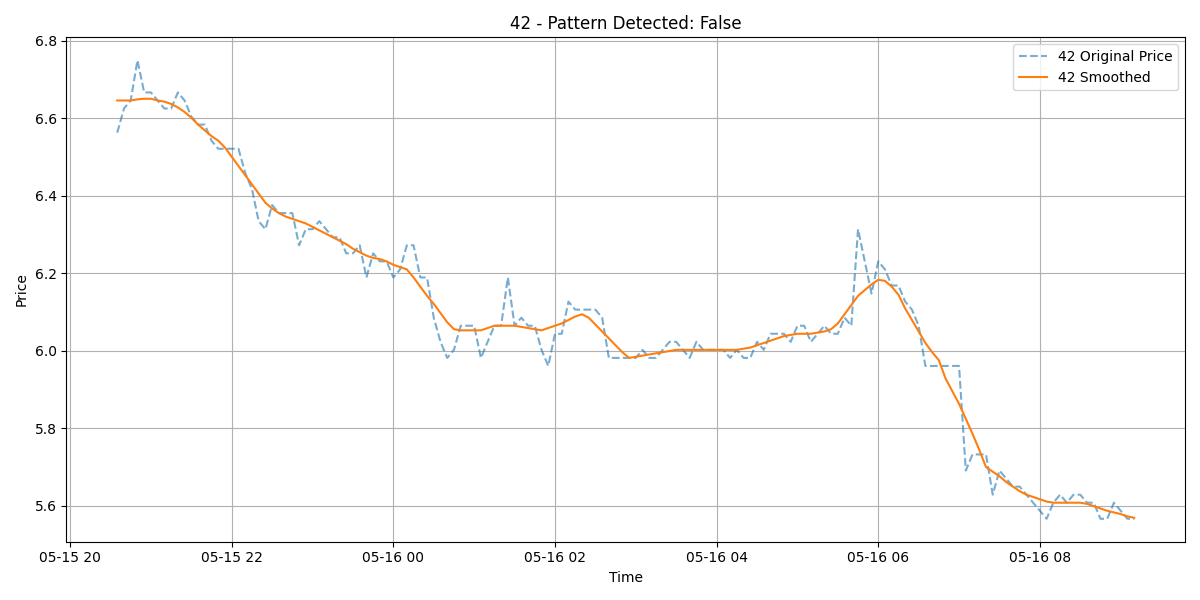 42 - Pattern Detected: False
42 Original Price
42 Smoothed
Price
6.8
6.6
6.4
6.2
6.0
5.8
5.6
05-15 20 05-15 22 05-16 00 05-16 02 05-16 04 05-16 06 05-16 08
Time